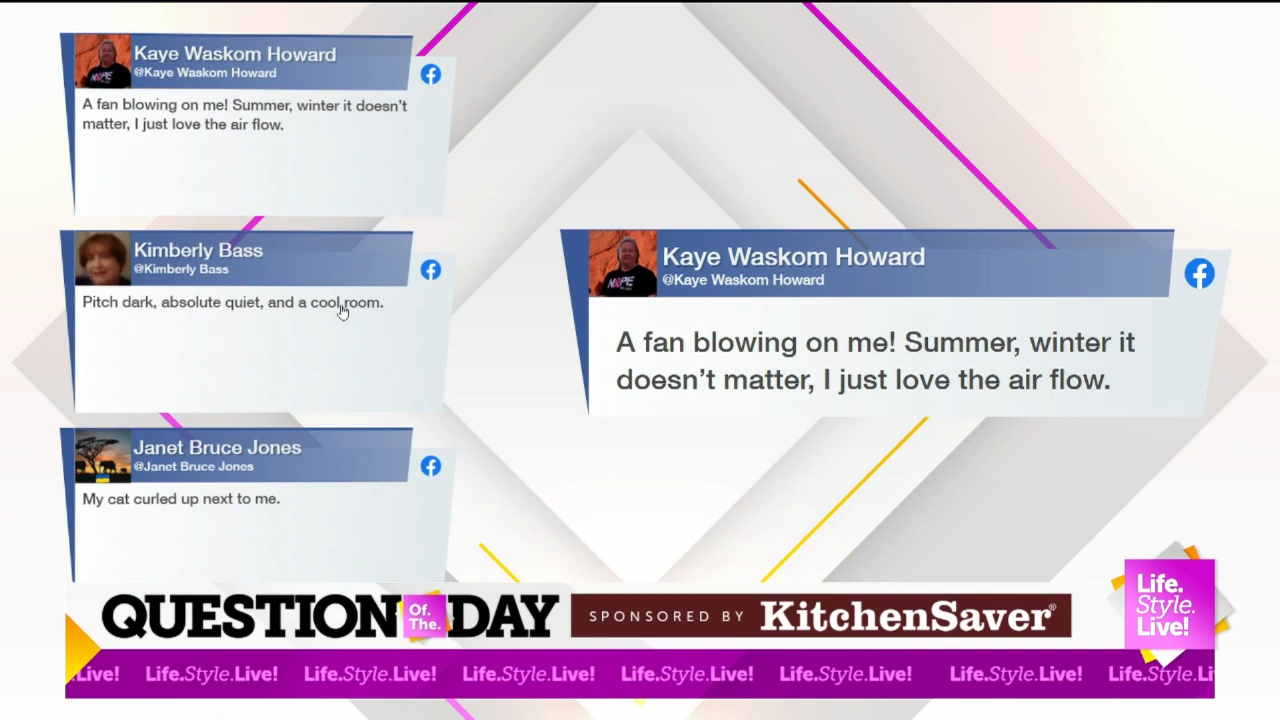 Kaye Waskom Howard
@Kaye Waskom Howard
A fan blowing on me! Summer, winter it doesn't
matter, I just love the air flow.
Kimberly Bass
@Kimberly Bass
Pitch dark, absolute quiet, and a cool room.
Janet Bruce Jones
@Janet Bruce Jones
My cat curled up next to me.
Kaye Waskom Howard
@Kaye Waskom Howard
NOPE
A fan blowing on me! Summer, winter it
doesn't matter, I just love the air flow.
QUESTION Of. The. DAY
SPONSORED BY KitchenSaver®
Life.
Style.
Live!
.Live! Life.Style.Live! Life.Style.Live! Life.Style.Live! Life.Style.Live! Life.Style.Live! Life.Style.Live! Life.Style.Li